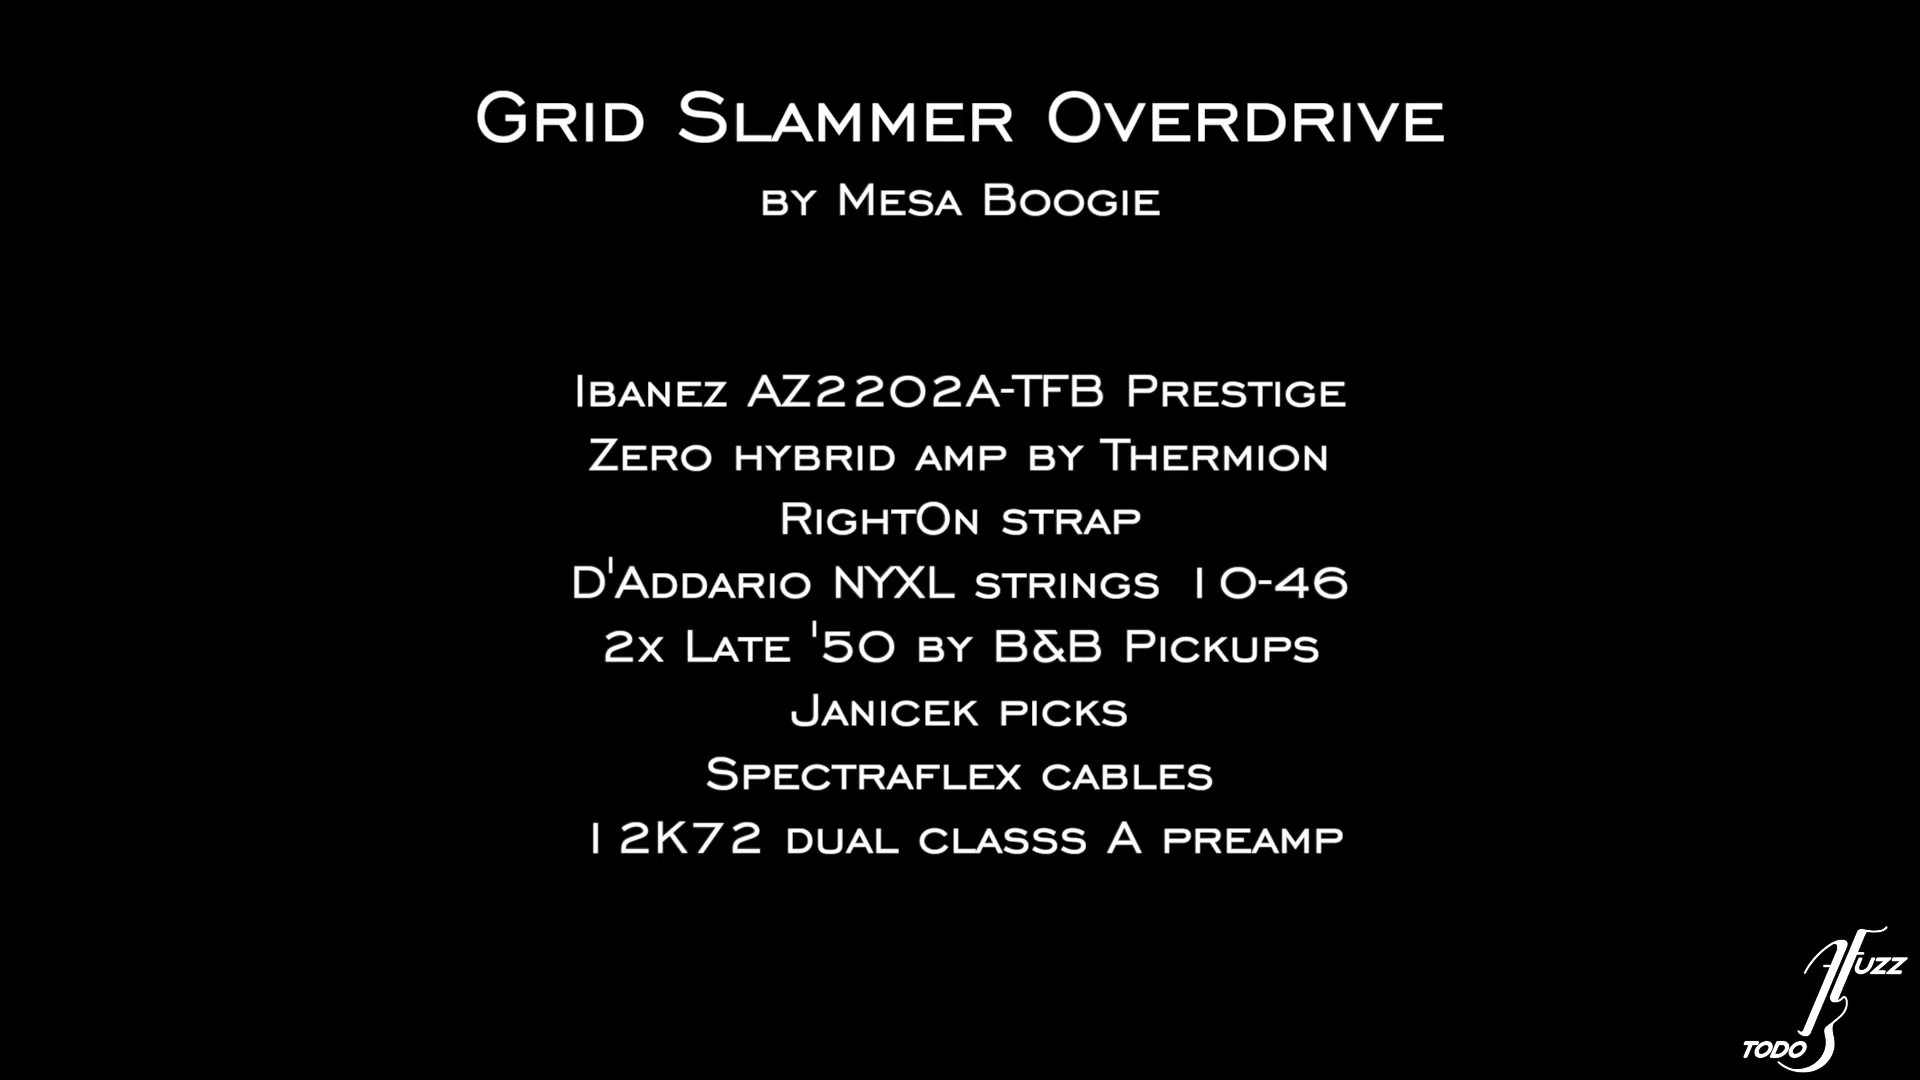 Grid Slammer Overdrive
by Mesa Boogie
Ibanez AZ2202A-TFB Prestige
Zero hybrid amp by Thermion
RightOn strap
D'Addario NYXL strings 10-46
2x Late '50 by B&B Pickups
Janicek picks
Spectraflex cables
12K72 dual classs A preamp
A Fuzz
TODO